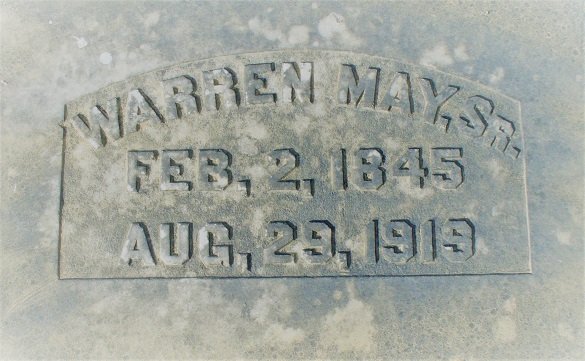 WARREN MAY, SR.
FEB, 2, 1845
AUG, 29, 1919